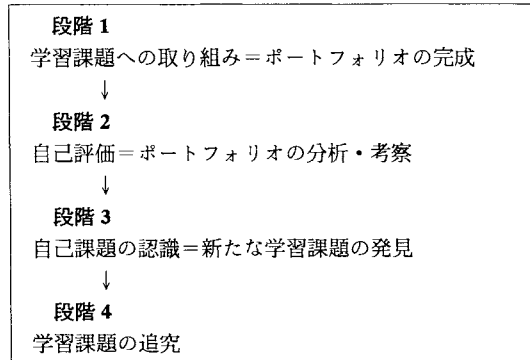 段階 1
学習課題への取り組み＝ポートフォリオの完成
↓
段階 2
自己評価＝ポートフォリオの分析・考察
↓
段階 3
自己課題の認識＝新たな学習課題の発見
↓
段階 4
学習課題の追究